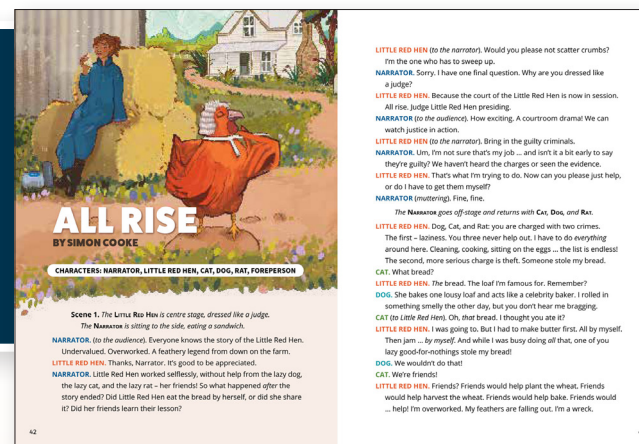 ALL RISE
BY SIMON COOKE
CHARACTERS: NARRATOR, LITTLE RED HEN, CAT, DOG, RAT, FOREPERSON
Scene 1. The LITTLE RED HEN is centre stage, dressed like a judge.
The NARRATOR is sitting to the side, eating a sandwich.
NARRATOR. (to the audience). Everyone knows the story of the Little Red Hen.
Undervalued. Overworked. A feathery legend from down on the farm.
LITTLE RED HEN. Thanks, Narrator. It's good to be appreciated.
NARRATOR. Little Red Hen worked selflessly, without help from the lazy dog,
the lazy cat, and the lazy rat – her friends! So what happened after the
story ended? Did Little Red Hen eat the bread by herself, or did she share
it? Did her friends learn their lesson?
42
LITTLE RED HEN (to the narrator). Would you please not scatter crumbs?
I'm the one who has to sweep up.
NARRATOR. Sorry. I have one final question. Why are you dressed like
a judge?
LITTLE RED HEN. Because the court of the Little Red Hen is now in session.
All rise. Judge Little Red Hen presiding.
NARRATOR (to the audience). How exciting. A courtroom drama! We can
watch justice in action.
LITTLE RED HEN (to the narrator). Bring in the guilty criminals.
NARRATOR. Um, I'm not sure that's my job ... and isn't it a bit early to say
they're guilty? We haven't heard the charges or seen the evidence.
LITTLE RED HEN. That's what I'm trying to do. Now can you please just help,
or do I have to get them myself?
NARRATOR (muttering). Fine, fine.
The NARRATOR goes off-stage and returns with CAT, DOG, and RAT.
LITTLE RED HEN. Dog, Cat, and Rat: you are charged with two crimes.
The first – laziness. You three never help out. I have to do everything
around here. Cleaning, cooking, sitting on the eggs ... the list is endless!
The second, more serious charge is theft. Someone stole my bread.
CAT. What bread?
LITTLE RED HEN. The bread. The loaf I'm famous for. Remember?
DOG. She bakes one lousy loaf and acts like a celebrity baker. I rolled in
something smelly the other day, but you don't hear me bragging.
CAT (to Little Red Hen). Oh, that bread. I thought you ate it?
LITTLE RED HEN. I was going to. But I had to make butter first. All by myself.
Then jam ... by myself. And while I was busy doing all that, one of you
lazy good-for-nothings stole my bread!
DOG. We wouldn't do that!
CAT. We're friends!
LITTLE RED HEN. Friends? Friends would help plant the wheat. Friends
would help harvest the wheat. Friends would help bake. Friends would
... help! I'm overworked. My feathers are falling out. I'm a wreck.